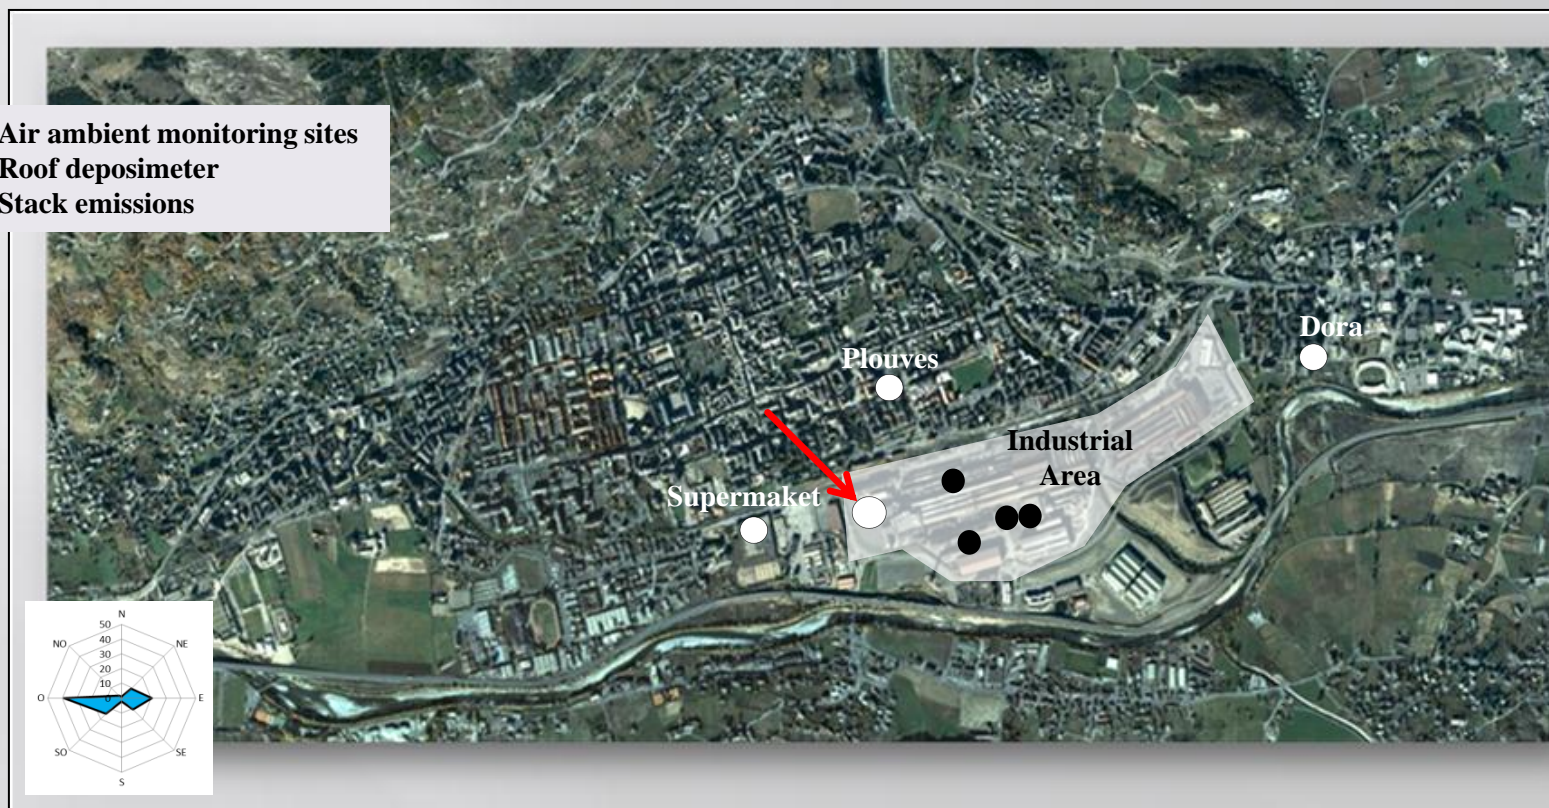 Air ambient monitoring sites
Roof deposimeter
Stack emissions
Dora
Plouves
Industrial
Area
Supermaket
N
50
NO
40
NE
30
20
10
O
0
E
SO
SE
S